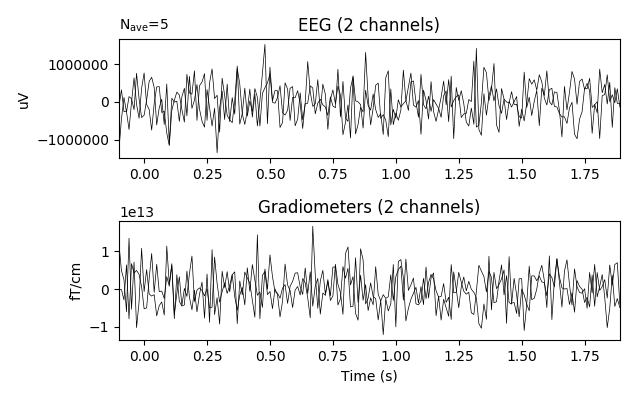 N_ave=5
EEG (2 channels)
1000000
0
−1000000
uV
0.00 0.25 0.50 0.75 1.00 1.25 1.50 1.75
1e13
Gradiometers (2 channels)
1
0
−1
fT/cm
0.00 0.25 0.50 0.75 1.00 1.25 1.50 1.75
Time (s)